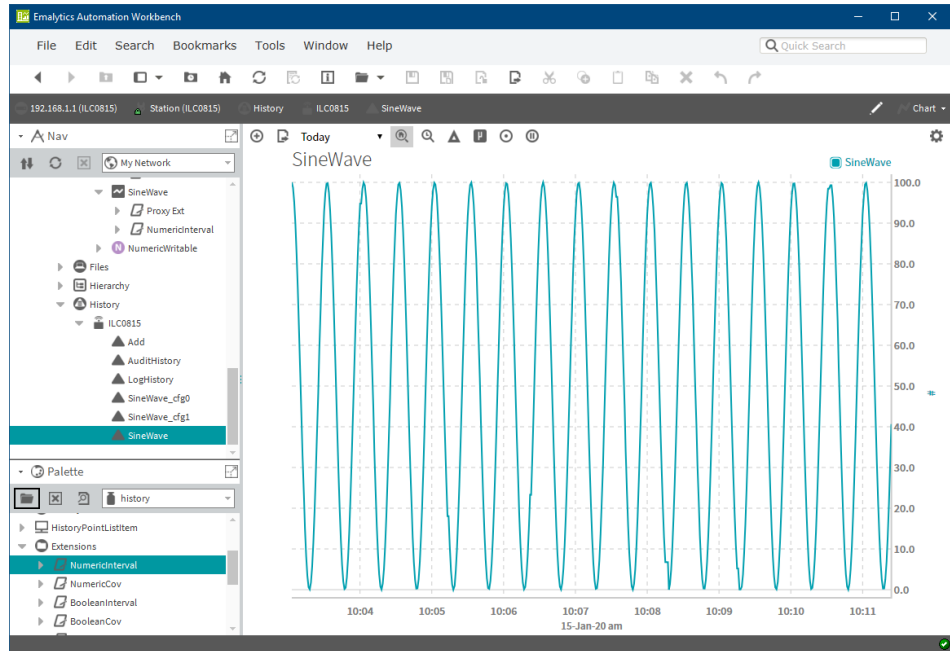 Emalytics Automation Workbench
File Edit Search Bookmarks Tools Window Help
Quick Search
192.168.1.1 (ILC0815) Station (ILC0815) History ILC0815 SineWave Chart
Nav
My Network
SineWave
Proxy Ext
NumericInterval
N NumericWritable
Files
Hierarchy
History
ILC0815
Add
AuditHistory
LogHistory
SineWave_cfg0
SineWave_cfg1
SineWave
Palette
history
HistoryPointListItem
Extensions
NumericInterval
NumericCov
BooleanInterval
BooleanCov
Today
SineWave
SineWave
100.0
90.0
80.0
70.0
60.0
50.0
40.0
30.0
20.0
10.0
0.0
#
10:04 10:05 10:06 10:07 10:08 10:09 10:10 10:11
15-Jan-20 am